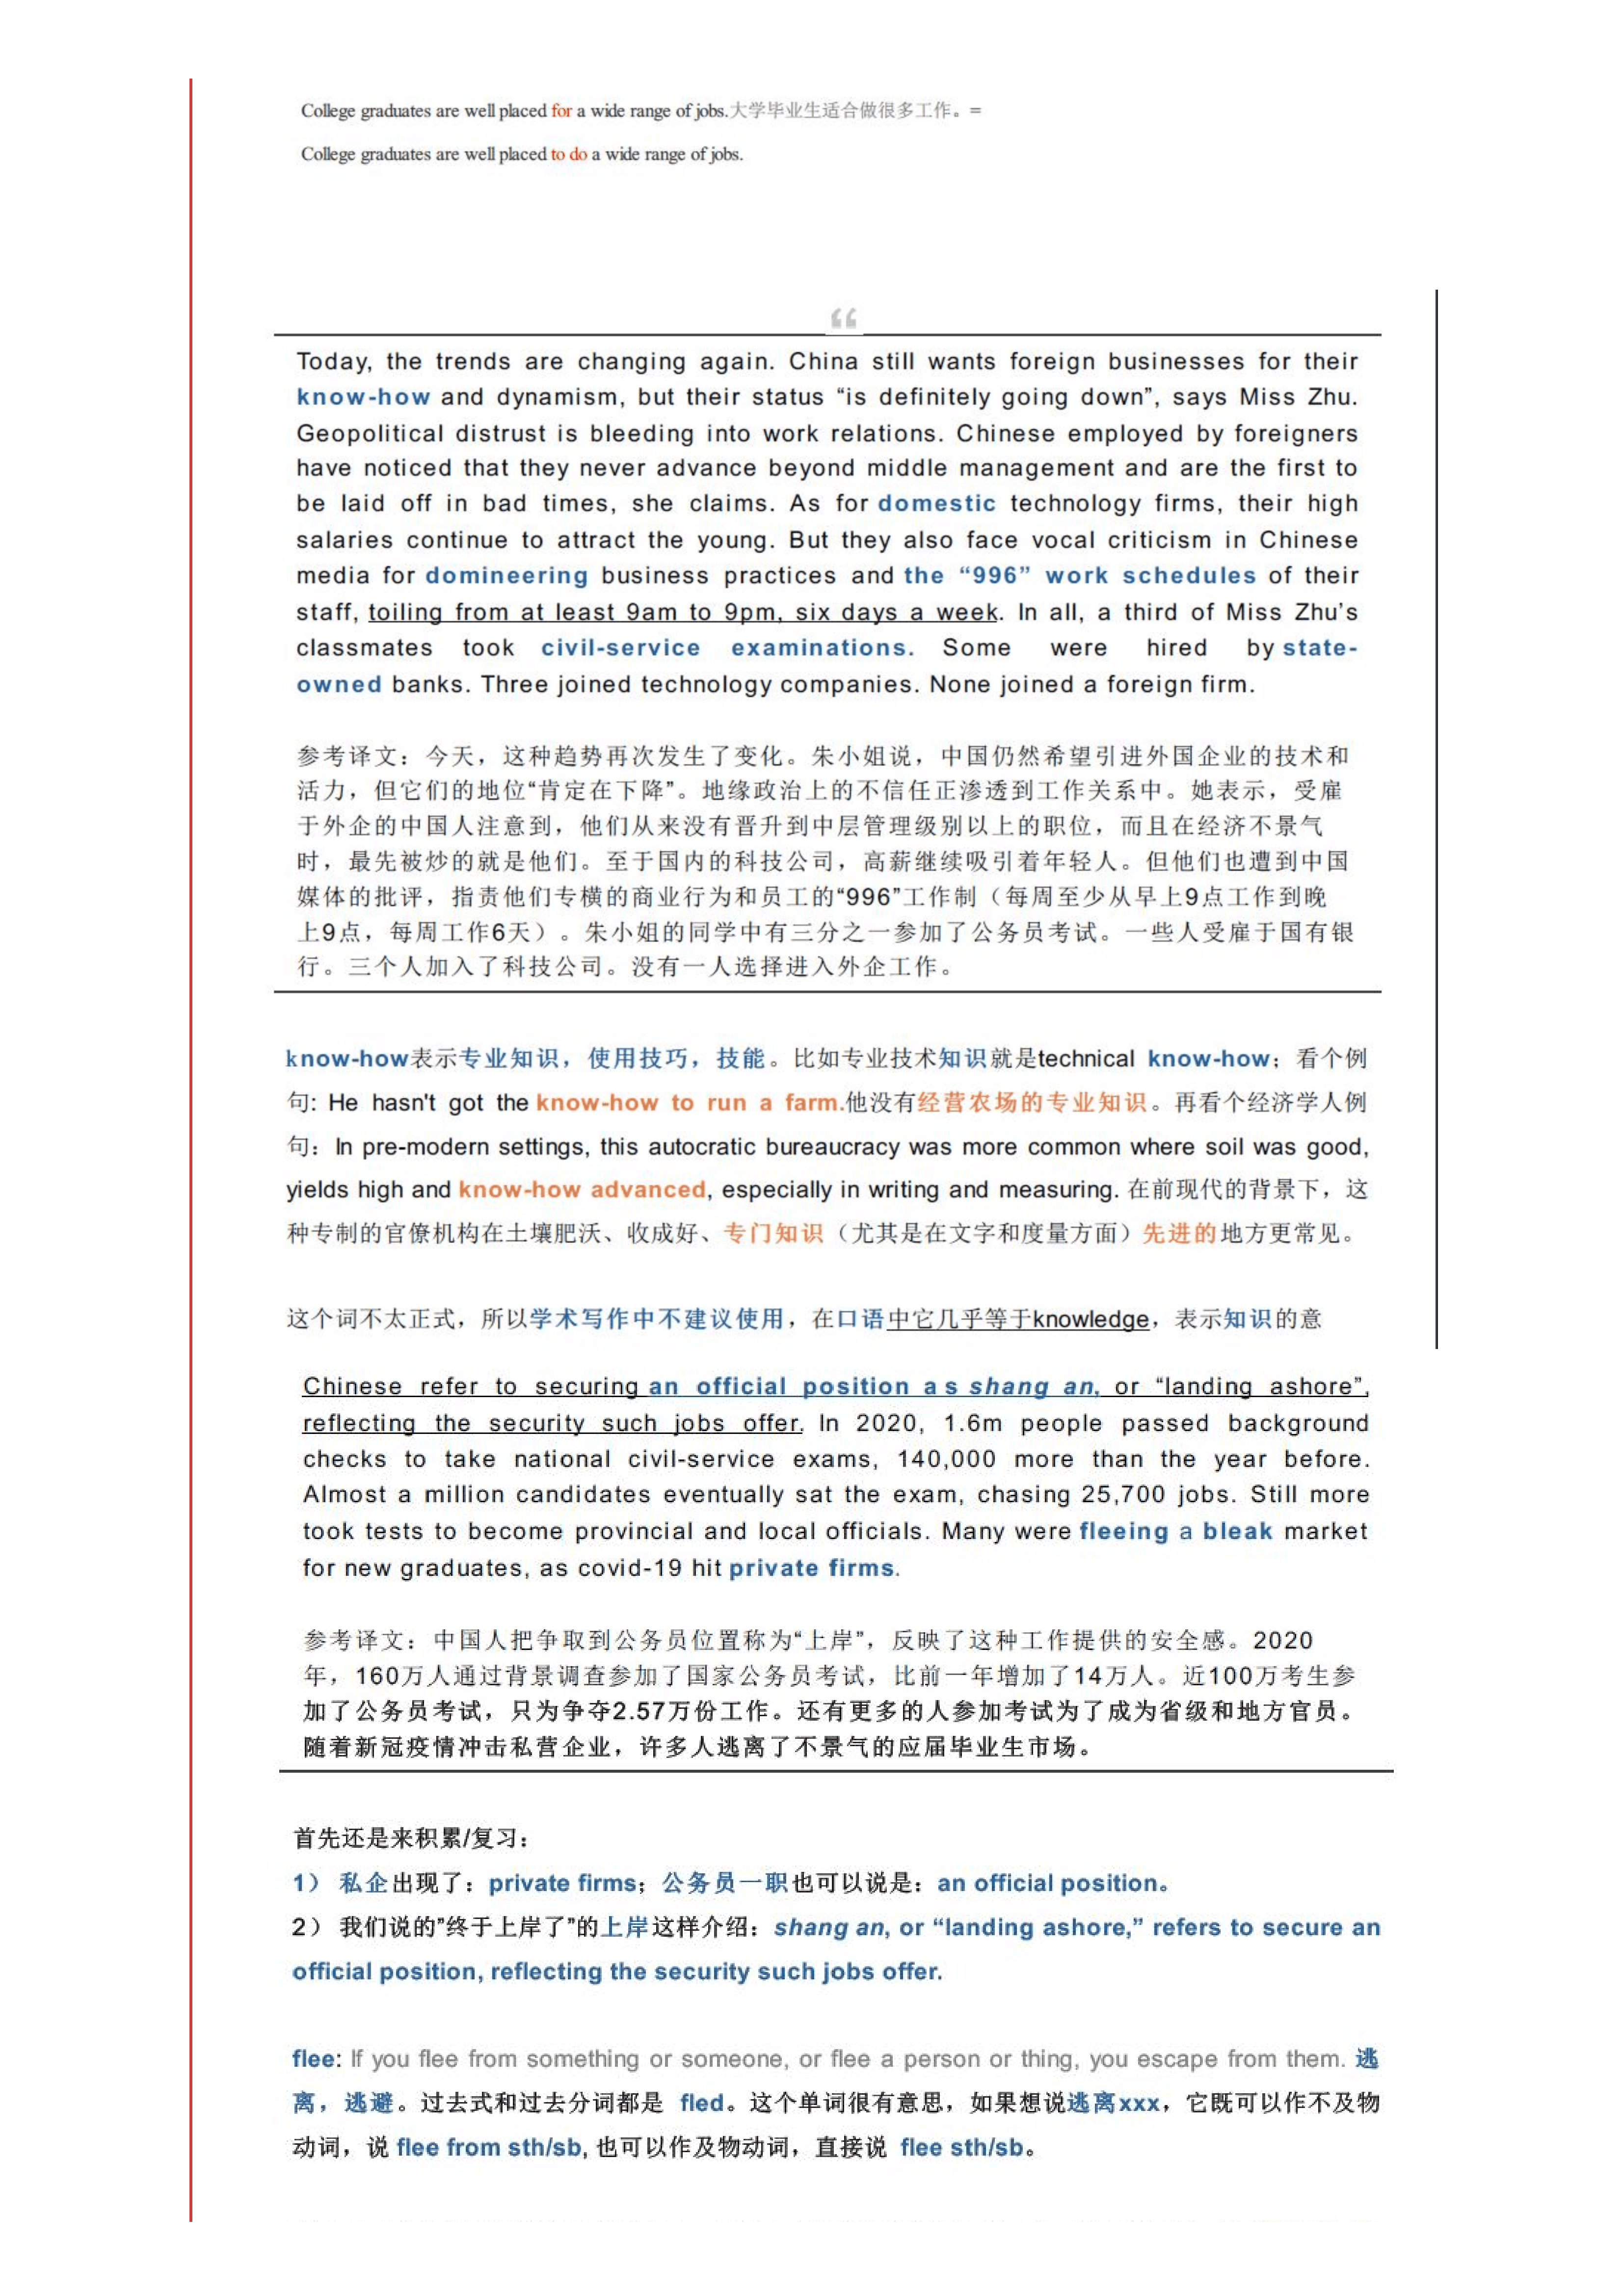 College graduates are well placed for a wide range of jobs.大学毕业生适合做很多工作。=
College graduates are well placed to do a wide range of jobs.
“
Today, the trends are changing again. China still wants foreign businesses for their
know-how and dynamism, but their status “is definitely going down”, says Miss Zhu.
Geopolitical distrust is bleeding into work relations. Chinese employed by foreigners
have noticed that they never advance beyond middle management and are the first to
be laid off in bad times, she claims. As for domestic technology firms, their high
salaries continue to attract the young. But they also face vocal criticism in Chinese
media for domineering business practices and the “996” work schedules of their
staff, toiling from at least 9am to 9pm, six days a week. In all, a third of Miss Zhu’s
classmates took civil-service examinations. Some were hired by state-
owned banks. Three joined technology companies. None joined a foreign firm.
参考译文：今天，这种趋势再次发生了变化。朱小姐说，中国仍然希望引进外国企业的技术和
活力，但它们的地位“肯定在下降”。地缘政治上的不信任正渗透到工作关系中。她表示，受雇
于外企的中国人注意到，他们从来没有晋升到中层管理级别以上的职位，而且在经济不景气
时，最先被炒的就是他们。至于国内的科技公司，高薪继续吸引着年轻人。但他们也遭到中国
媒体的批评，指责他们专横的商业行为和员工的“996”工作制（每周至少从早上9点工作到晚
上9点，每周工作6天）。朱小姐的同学中有三分之一参加了公务员考试。一些人受雇于国有银
行。三个人加入了科技公司。没有一人选择进入外企工作。
know-how表示专业知识，使用技巧，技能。比如专业技术知识就是technical know-how；看个例
句: He hasn't got the know-how to run a farm.他没有经营农场的专业知识。再看个经济学人例
句：In pre-modern settings, this autocratic bureaucracy was more common where soil was good,
yields high and know-how advanced, especially in writing and measuring. 在前现代的背景下，这
种专制的官僚机构在土壤肥沃、收成好、专门知识（尤其是在文字和度量方面）先进的地方更常见。
这个词不太正式，所以学术写作中不建议使用，在口语中它几乎等于knowledge，表示知识的意
Chinese refer to securing an official position as shang an, or “landing ashore”,
reflecting the security such jobs offer. In 2020, 1.6m people passed background
checks to take national civil-service exams, 140,000 more than the year before.
Almost a million candidates eventually sat the exam, chasing 25,700 jobs. Still more
took tests to become provincial and local officials. Many were fleeing a bleak market
for new graduates, as covid-19 hit private firms.
参考译文：中国人把争取到公务员位置称为“上岸”，反映了这种工作提供的安全感。2020
年，160万人通过背景调查参加了国家公务员考试，比前一年增加了14万人。近100万考生参
加了公务员考试，只为争夺2.57万份工作。还有更多的人参加考试为了成为省级和地方官员。
随着新冠疫情冲击私营企业，许多人逃离了不景气的应届毕业生市场。
首先还是来积累/复习：
1） 私企出现了：private firms；公务员一职也可以说是：an official position。
2） 我们说的”终于上岸了”的上岸这样介绍：shang an, or “landing ashore,” refers to secure an
official position, reflecting the security such jobs offer.
flee: If you flee from something or someone, or flee a person or thing, you escape from them. 逃
离，逃避。过去式和过去分词都是 fled。这个单词很有意思，如果想说逃离xxx，它既可以作不及物
动词，说 flee from sth/sb, 也可以作及物动词，直接说 flee sth/sb。